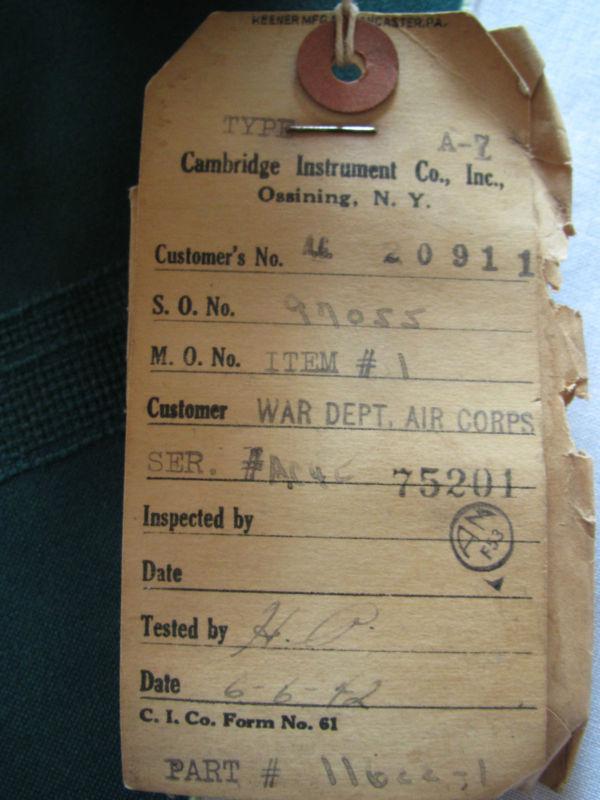 KEENER MFG. LANCASTER, PA.
TYPE A-7
Cambridge Instrument Co., Inc.,
Ossining, N. Y.
Customer's No. 20911
S. O. No. 97055
M. O. No. ITEM # 1
Customer WAR DEPT. AIR CORPS
SER. # 75201
AM
F53
Inspected by
Date
Tested by H. P.
Date 6-6-42
C. I. Co. Form No. 61
PART #